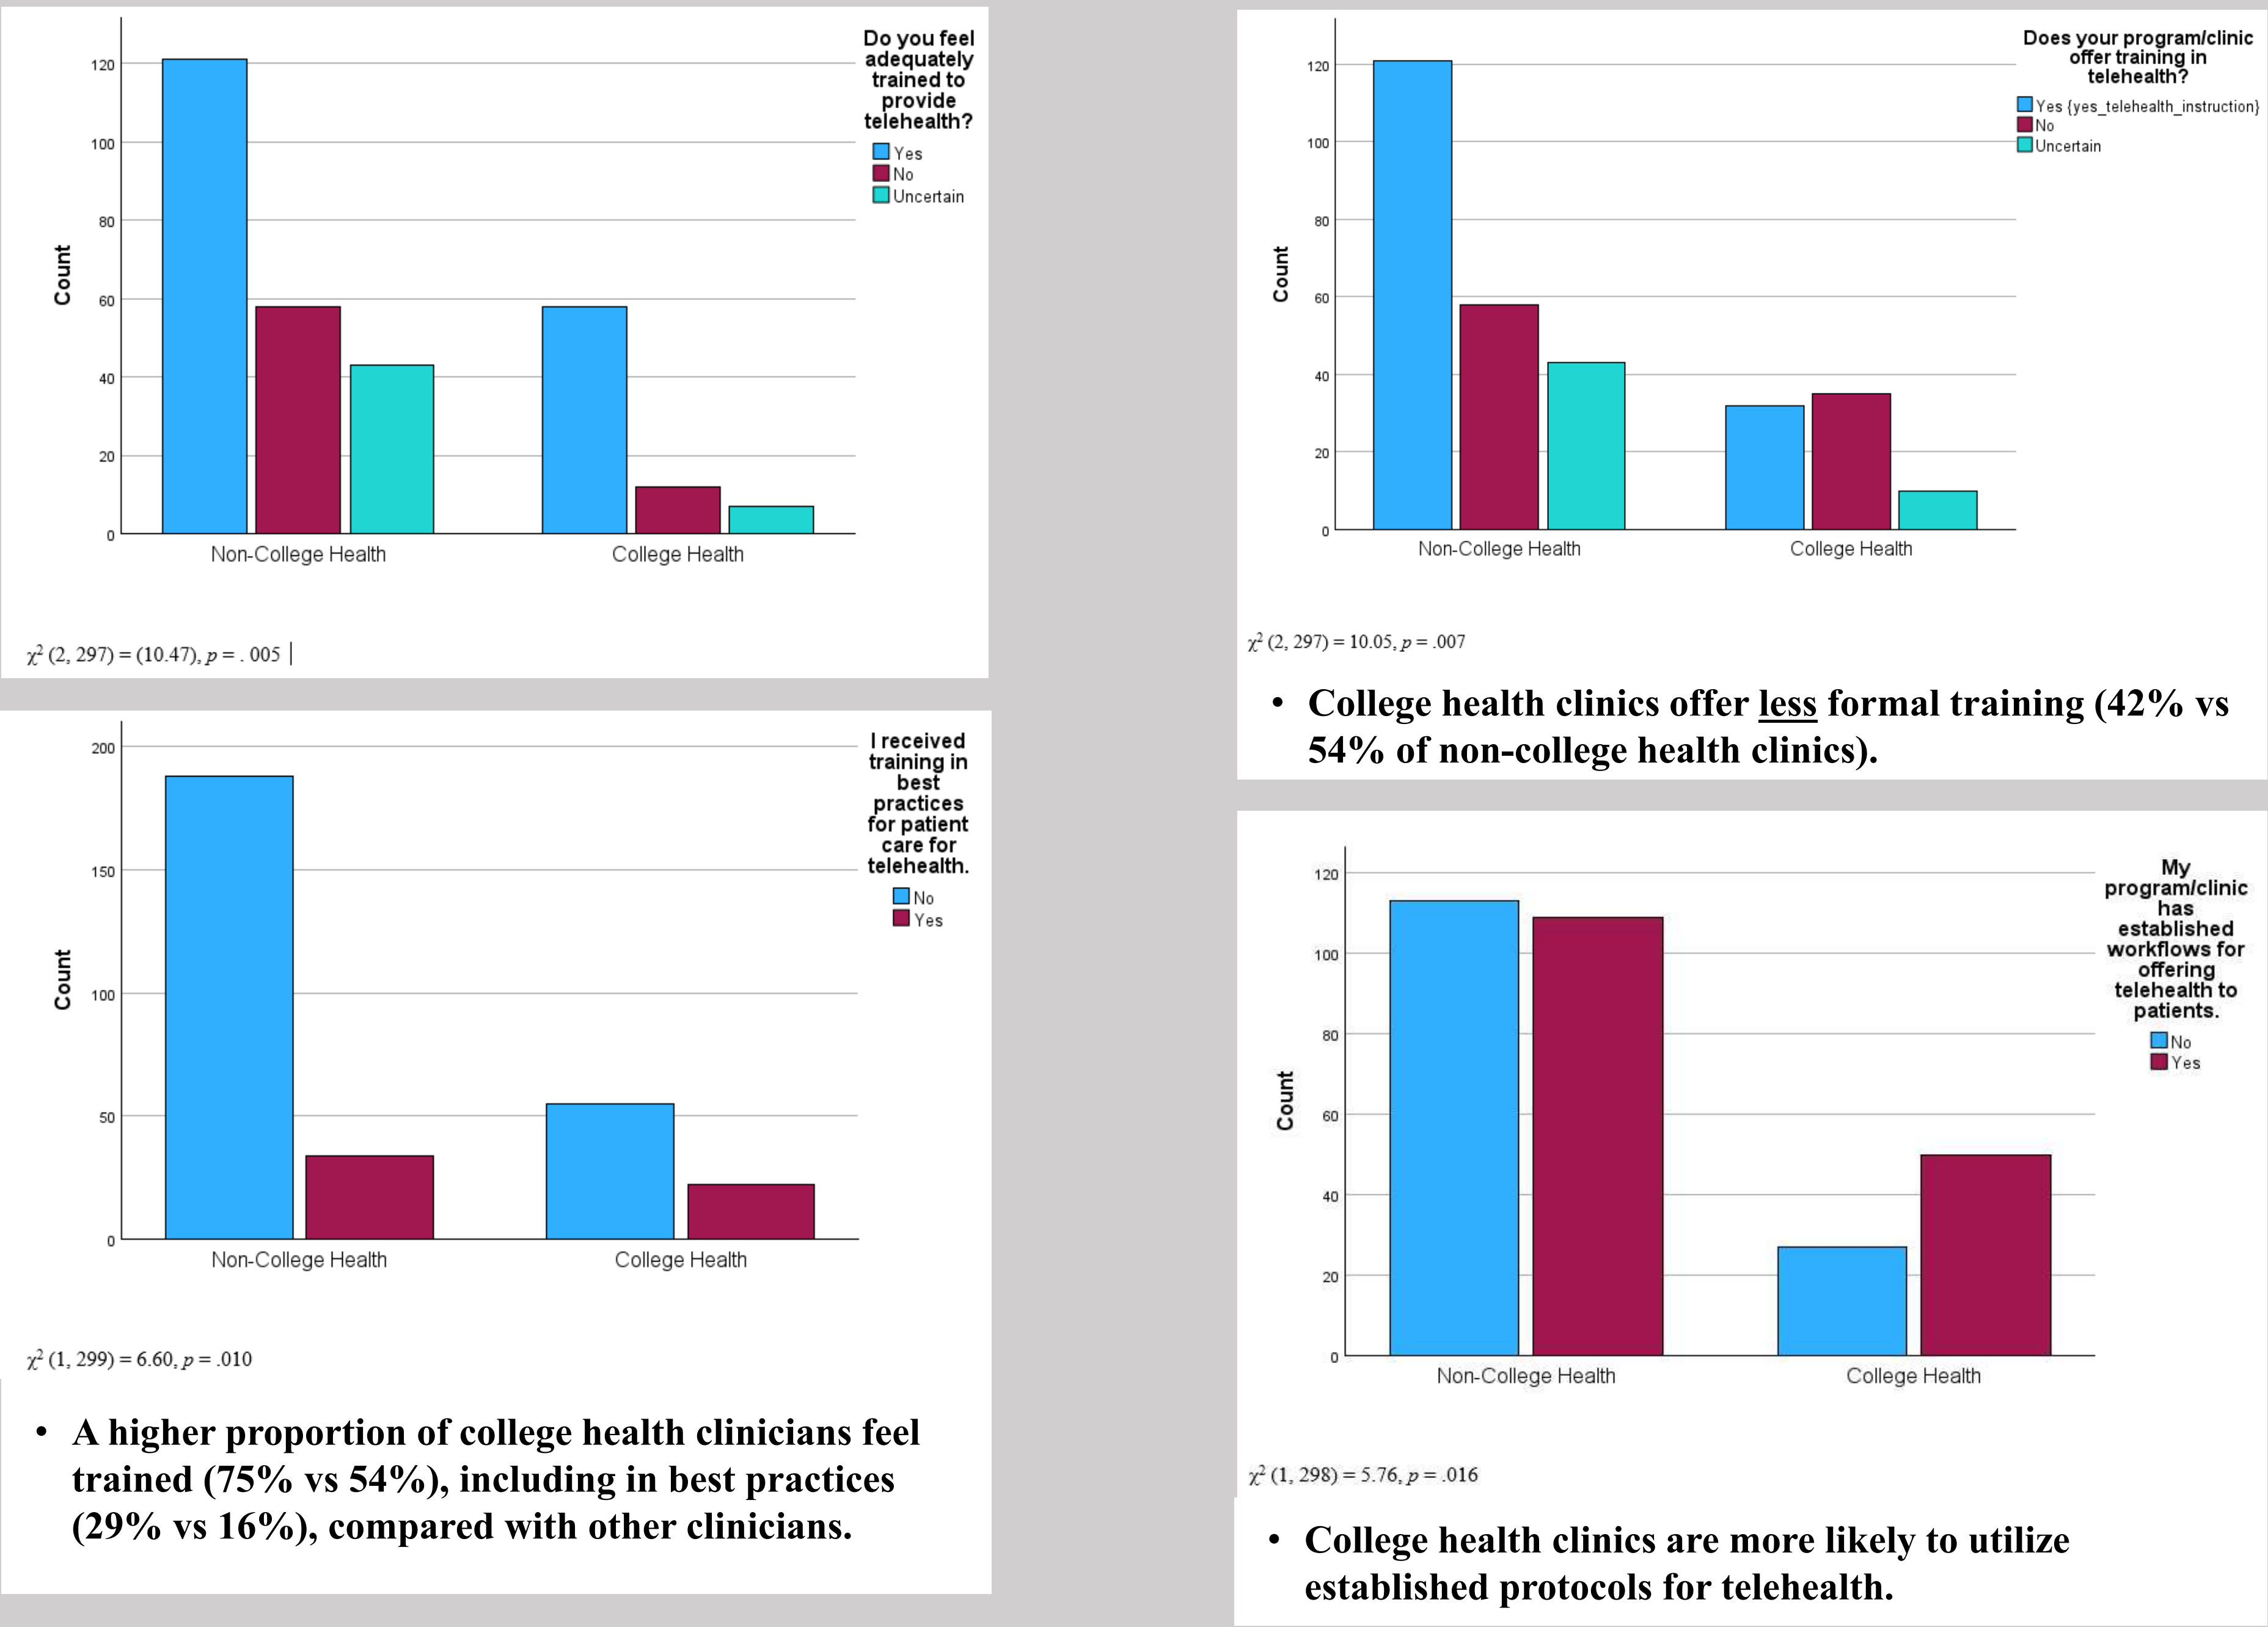 Do you feel
adequately
trained to
provide
telehealth?
Yes
No
Uncertain
120
100
80
60
40
20
0
Count
Non-College Health
College Health
χ² (2, 297) = (10.47), p = . 005 |
Does your program/clinic
offer training in
telehealth?
Yes {yes_telehealth_instruction}
No
Uncertain
120
100
80
60
40
20
0
Count
Non-College Health
College Health
χ² (2, 297) = 10.05, p = .007
• College health clinics offer less formal training (42% vs
54% of non-college health clinics).
I received
training in
best
practices
for patient
care for
telehealth.
No
Yes
200
150
100
50
0
Count
Non-College Health
College Health
χ² (1, 299) = 6.60, p = .010
• A higher proportion of college health clinicians feel
trained (75% vs 54%), including in best practices
(29% vs 16%), compared with other clinicians.
My
program/clinic
has
established
workflows for
offering
telehealth to
patients.
No
Yes
120
100
80
60
40
20
0
Count
Non-College Health
College Health
χ² (1, 298) = 5.76, p = .016
• College health clinics are more likely to utilize
established protocols for telehealth.